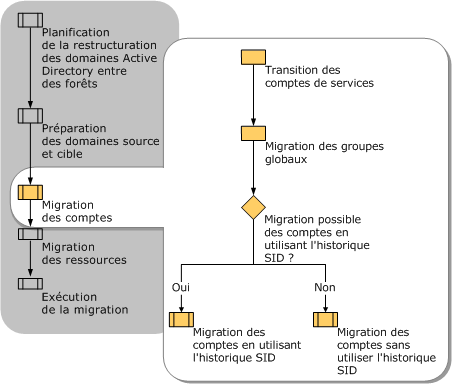 Planification
de la restructuration
des domaines Active
Directory entre
des forêts
Préparation
des domaines source
et cible
Migration
des comptes
Migration
des ressources
Exécution
de la migration
Transition des
comptes de services
Migration des groupes
globaux
Migration possible
des comptes en
utilisant l'historique
SID ?
Oui
Non
Migration des
comptes en utilisant
l'historique SID
Migration des
comptes sans
utiliser l'historique
SID